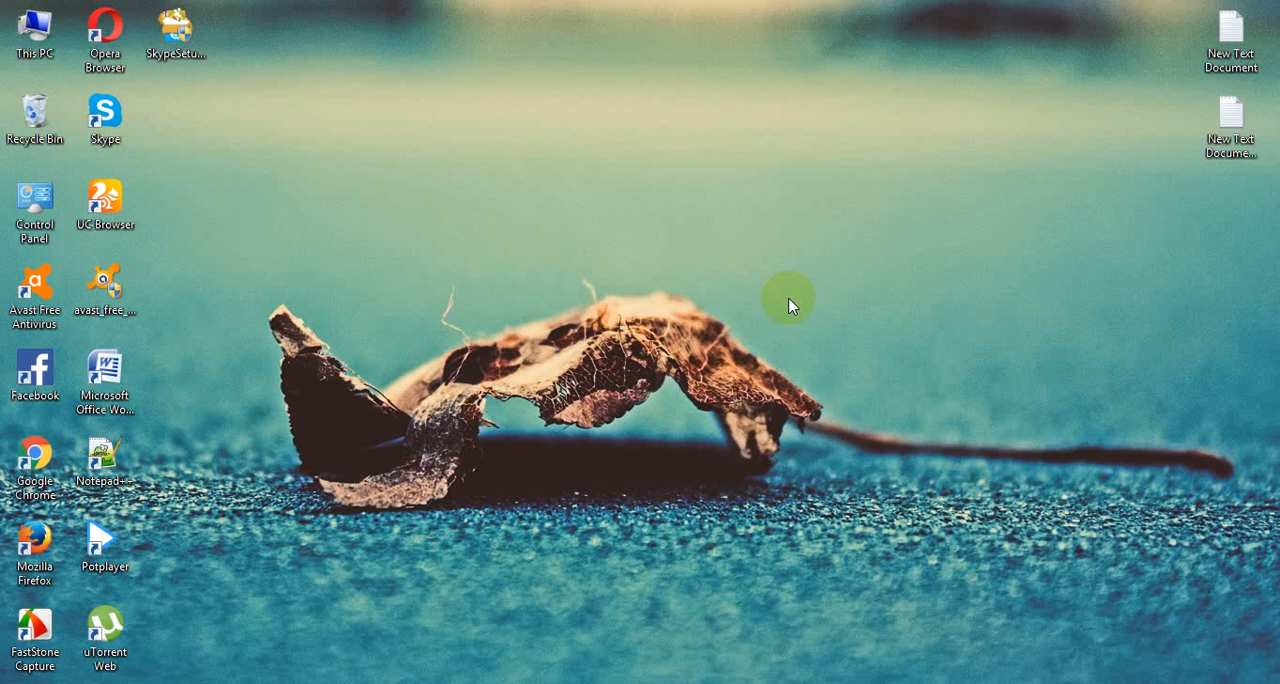 This PC
Opera
Browser
SkypeSetu...
Recycle Bin
Skype
Control
Panel
UC Browser
Avast Free
Antivirus
avast_free_...
Facebook
Microsoft
Office Wo...
Google
Chrome
Notepad++
Mozilla
Firefox
Potplayer
FastStone
Capture
uTorrent
Web
New Text
Document
New Text
Docume...